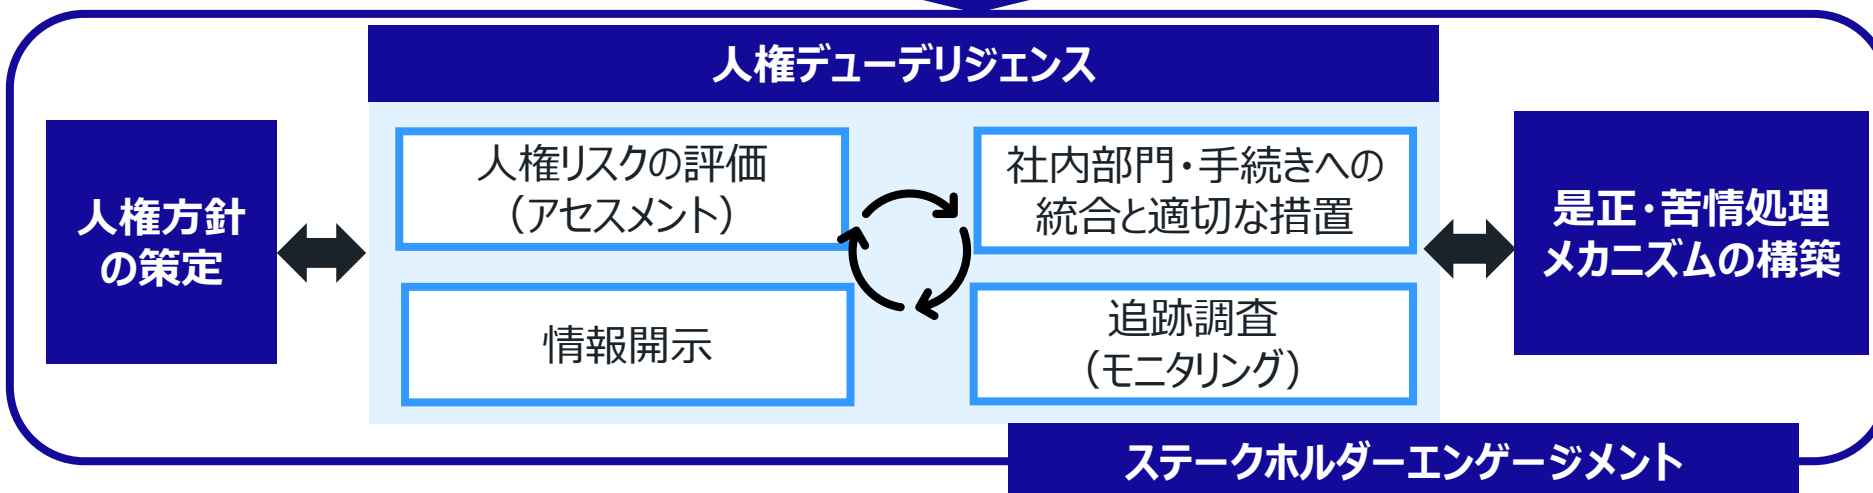 人権デューデリジェンス
人権方針
の策定
人権リスクの評価
（アセスメント）
社内部門・手続きへの
統合と適切な措置
情報開示
追跡調査
（モニタリング）
是正・苦情処理
メカニズムの構築
ステークホルダーエンゲージメント